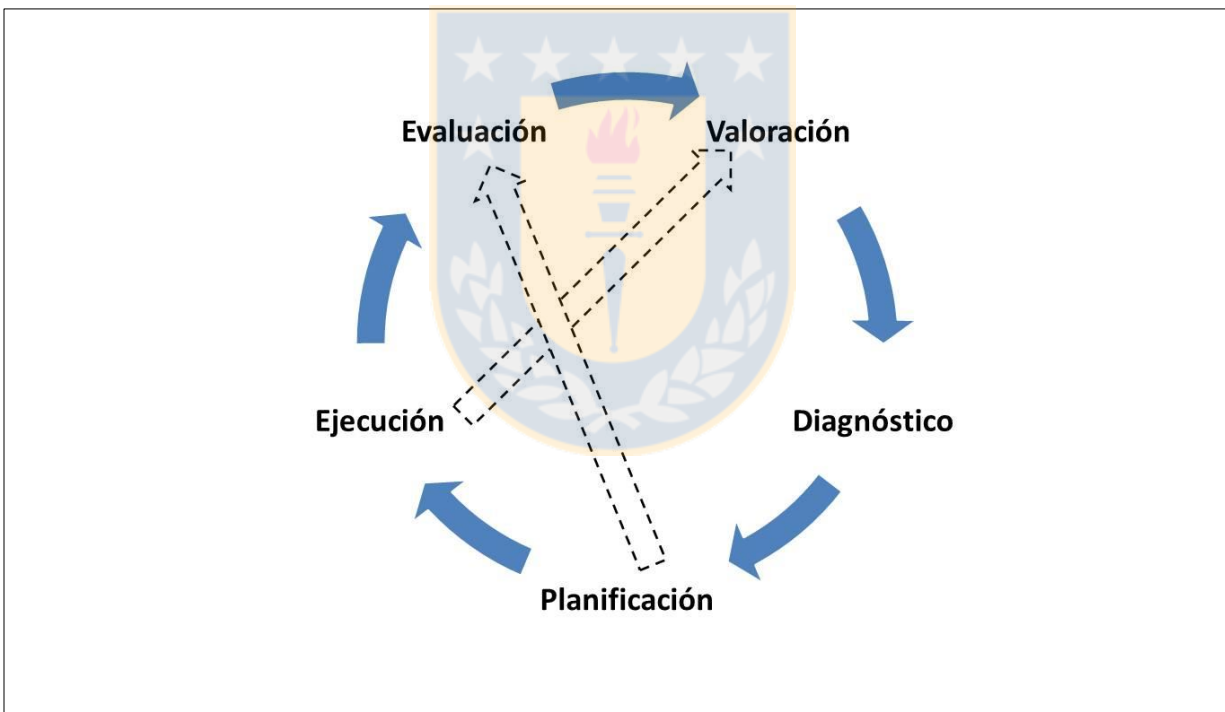 Evaluación
Valoración
Ejecución
Diagnóstico
Planificación